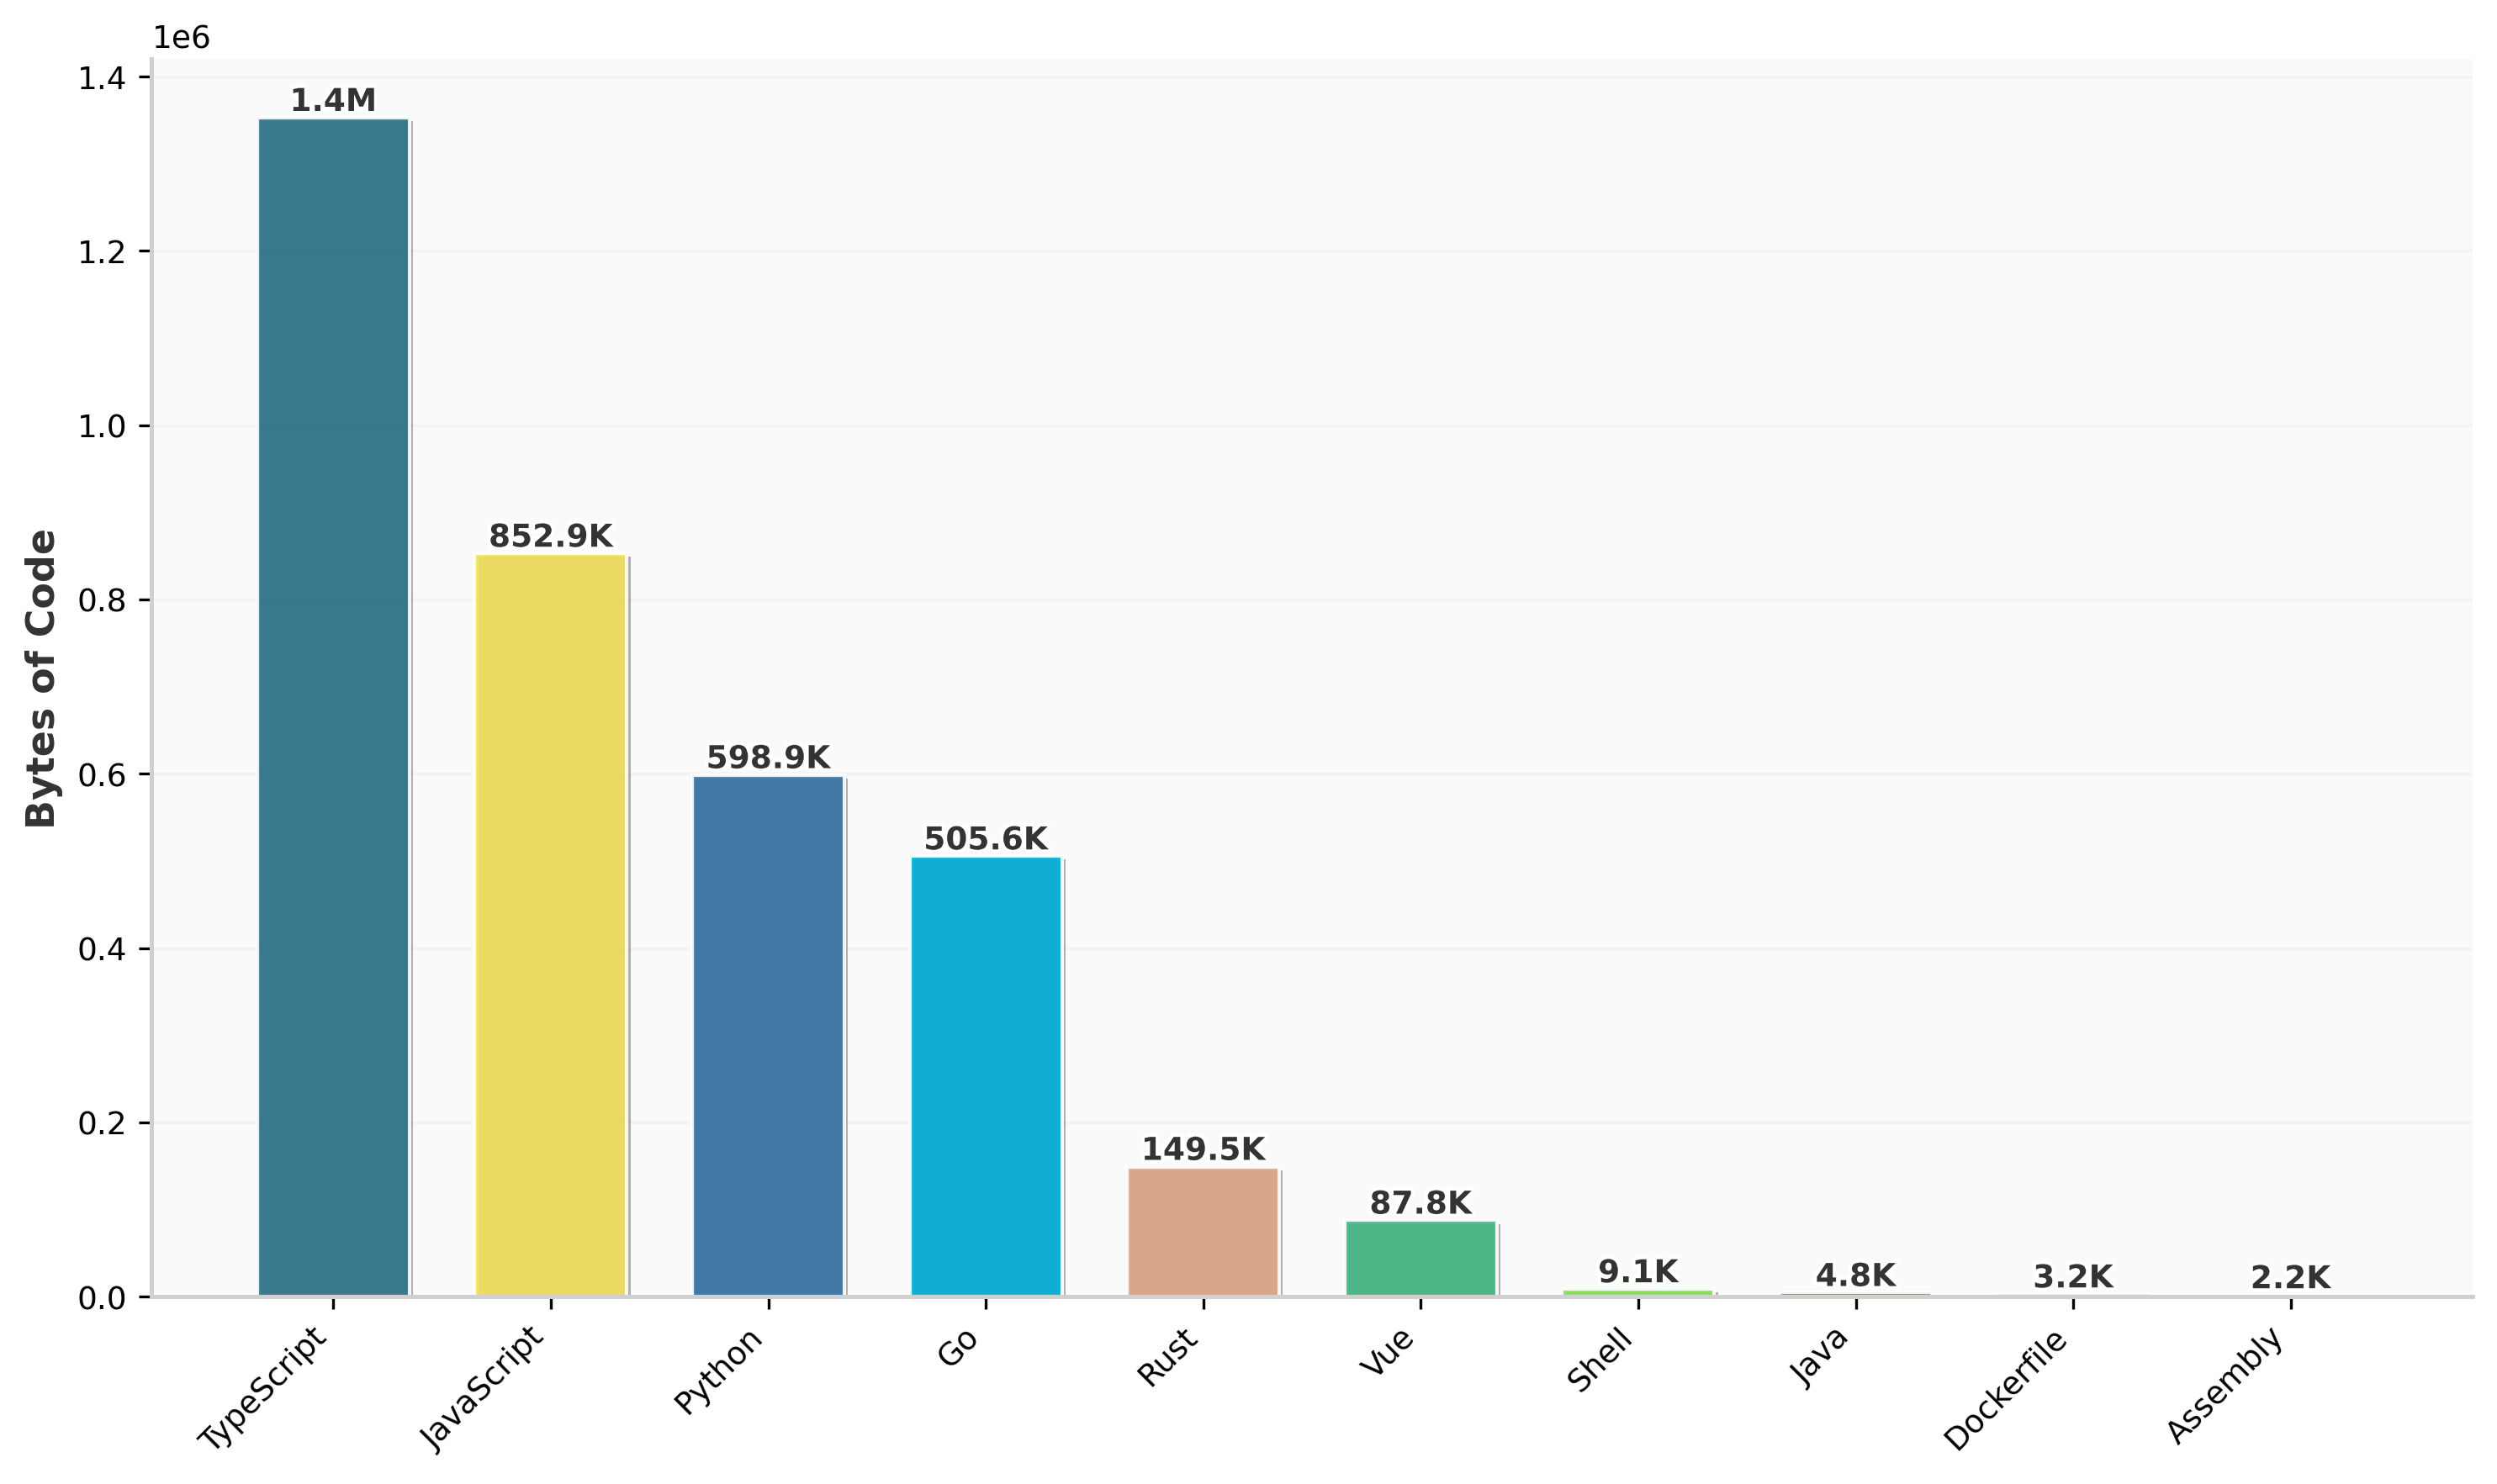 1e6
1.4
1.2
1.0
0.8
0.6
0.4
0.2
0.0
Bytes of Code
1.4M
852.9K
598.9K
505.6K
149.5K
87.8K
9.1K
4.8K
3.2K
2.2K
TypeScript
JavaScript
Python
Go
Rust
Vue
Shell
Java
Dockerfile
Assembly